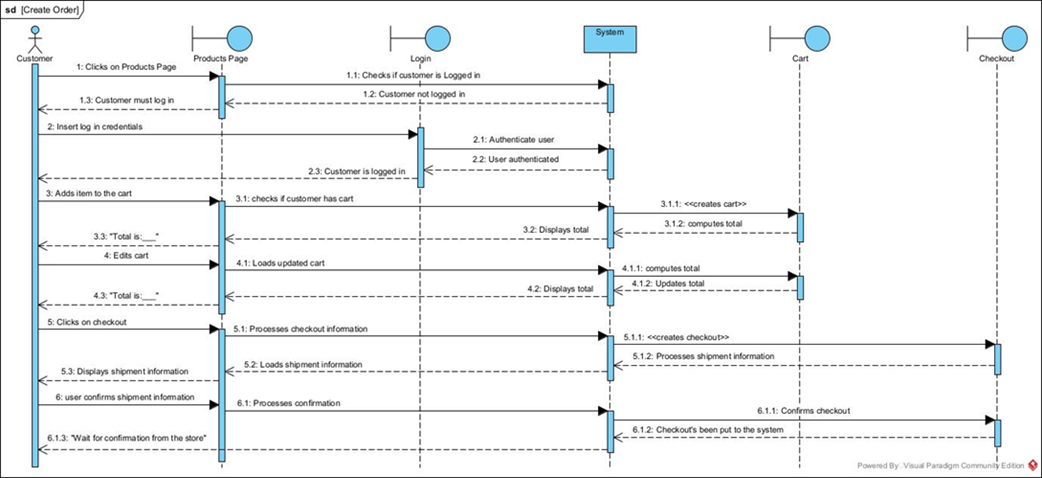 sd [Create Order]
Customer
Products Page
Login
System
Cart
Checkout
1: Clicks on Products Page
1.1: Checks if customer is Logged in
1.2: Customer not logged in
1.3: Customer must log in
2: Insert log in credentials
2.1: Authenticate user
2.2: User authenticated
2.3: Customer is logged in
3: Adds item to the cart
3.1: checks if customer has cart
3.1.1: <<creates cart>>
3.1.2: computes total
3.2: Displays total
3.3: "Total is:___"
4: Edits cart
4.1: Loads updated cart
4.1.1: computes total
4.1.2: Updates total
4.2: Displays total
4.3: "Total is:___"
5: Clicks on checkout
5.1: Processes checkout information
5.1.1: <<creates checkout>>
5.1.2: Processes shipment information
5.2: Loads shipment information
5.3: Displays shipment information
6: user confirms shipment information
6.1: Processes confirmation
6.1.1: Confirms checkout
6.1.2: Checkout's been put to the system
6.1.3: "Wait for confirmation from the store"
Powered By: Visual Paradigm Community Edition